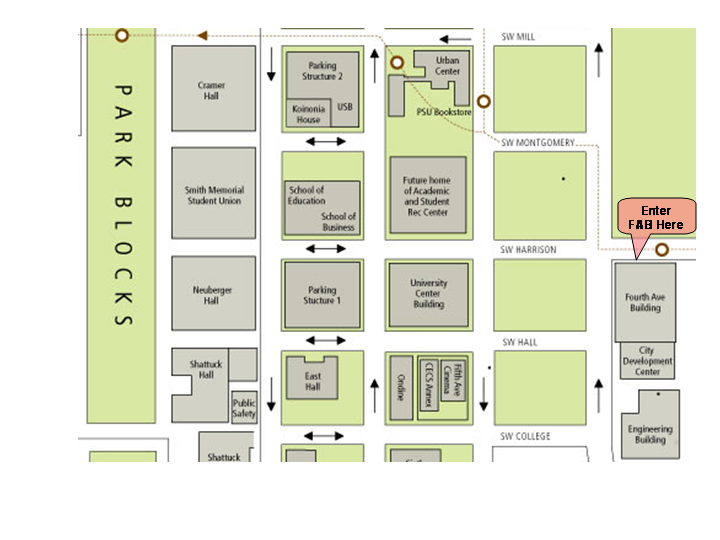 SW MILL
Parking
Structure 2
Urban
Center
Cramer
Hall
Koinonia
House
USB
PSU Bookstore
PARK BLOCKS
SW MONTGOMERY
Smith Memorial
Student Union
School of
Education
School of
Business
Future home
of Academic
and Student
Rec Center
Enter
FAB Here
SW HARRISON
Neuberger
Hall
Parking
Stucture 1
University
Center
Building
Fourth Ave
Building
SW HALL
City
Development
Center
Shattuck
Hall
East
Hall
Ondine
CECS Annex
Fifth Ave
Cinema
Public
Safety
Engineering
Building
SW COLLEGE
Shattuck